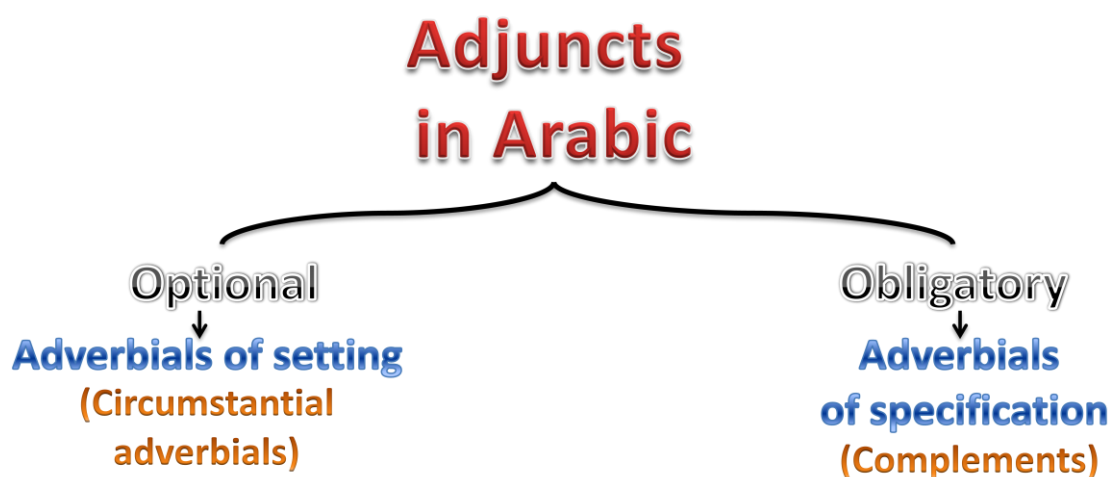 Adjuncts
in Arabic
Optional
Adverbials of setting
(Circumstantial
adverbials)
Obligatory
Adverbials
of specification
(Complements)